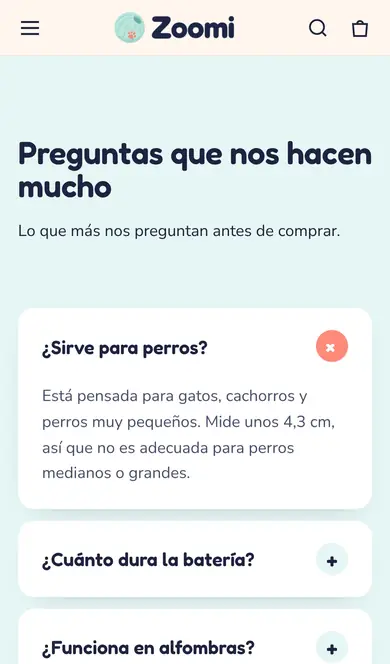 Zoomi
Preguntas que nos hacen
mucho
Lo que más nos preguntan antes de comprar.
¿Sirve para perros?
Está pensada para gatos, cachorros y
perros muy pequeños. Mide unos 4,3 cm,
así que no es adecuada para perros
medianos o grandes.
¿Cuánto dura la batería?
¿Funciona en alfombras?